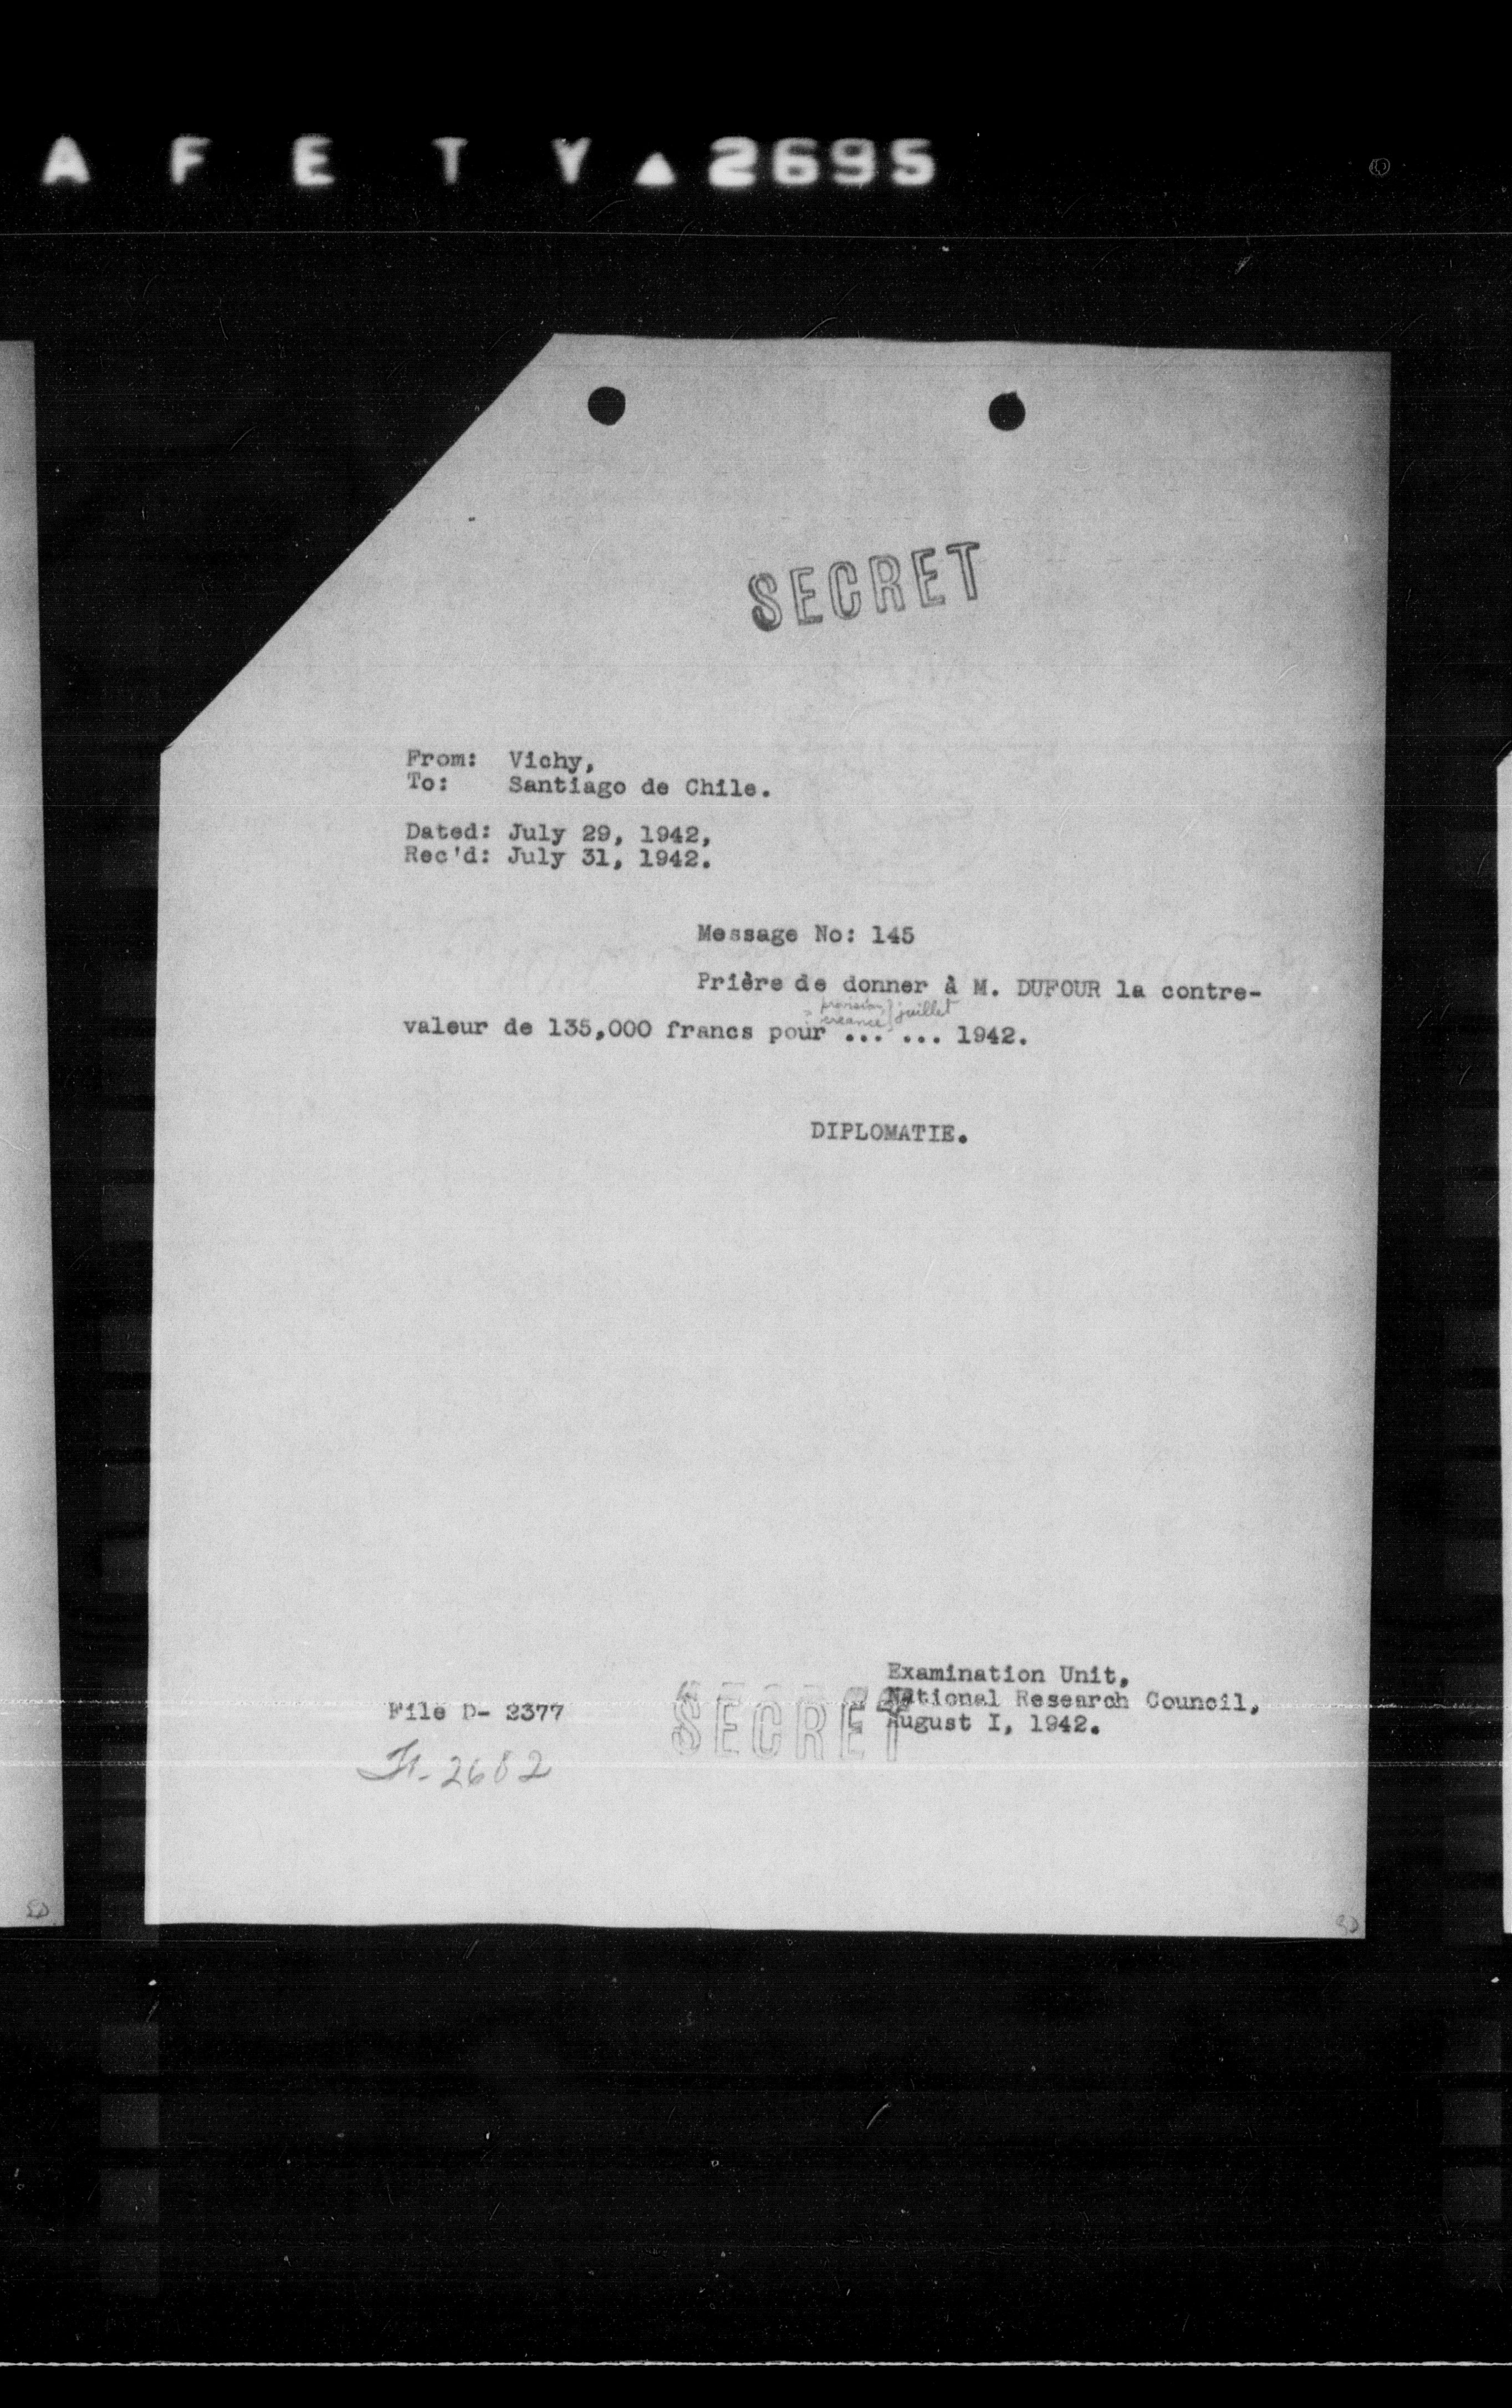 A F E T Y ▲ 2695
SECRET
From: Vichy,
To: Santiago de Chile.
Dated: July 29, 1942,
Rec'd: July 31, 1942.
Message No: 145
Prière de donner à M. DUFOUR la contre-
provision juillet
créance
valeur de 135,000 francs pour ... ... 1942.
DIPLOMATIE.
Examination Unit,
National Research Council,
August I, 1942.
File D- 2377
SECRET
2682